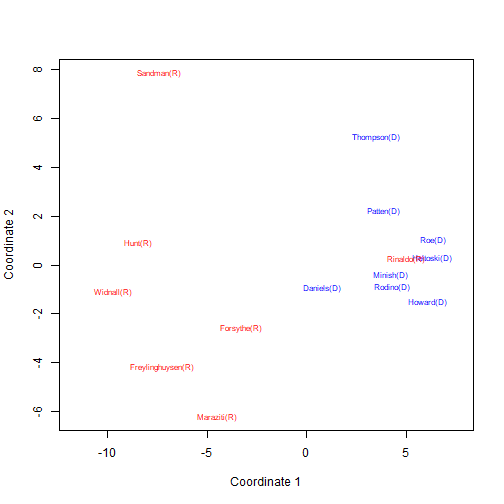 8
6
4
2
0
-2
-4
-6
Coordinate 2
Sandman(R)
Thompson(D)
Patten(D)
Hunt(R)
Roe(D)
Rinaldo(R)
Minish(D)
Widnall(R)
Daniels(D)
Rodino(D)
Howard(D)
Forsythe(R)
Freylinghuysen(R)
Maraziti(R)
-10
-5
0
5
Coordinate 1